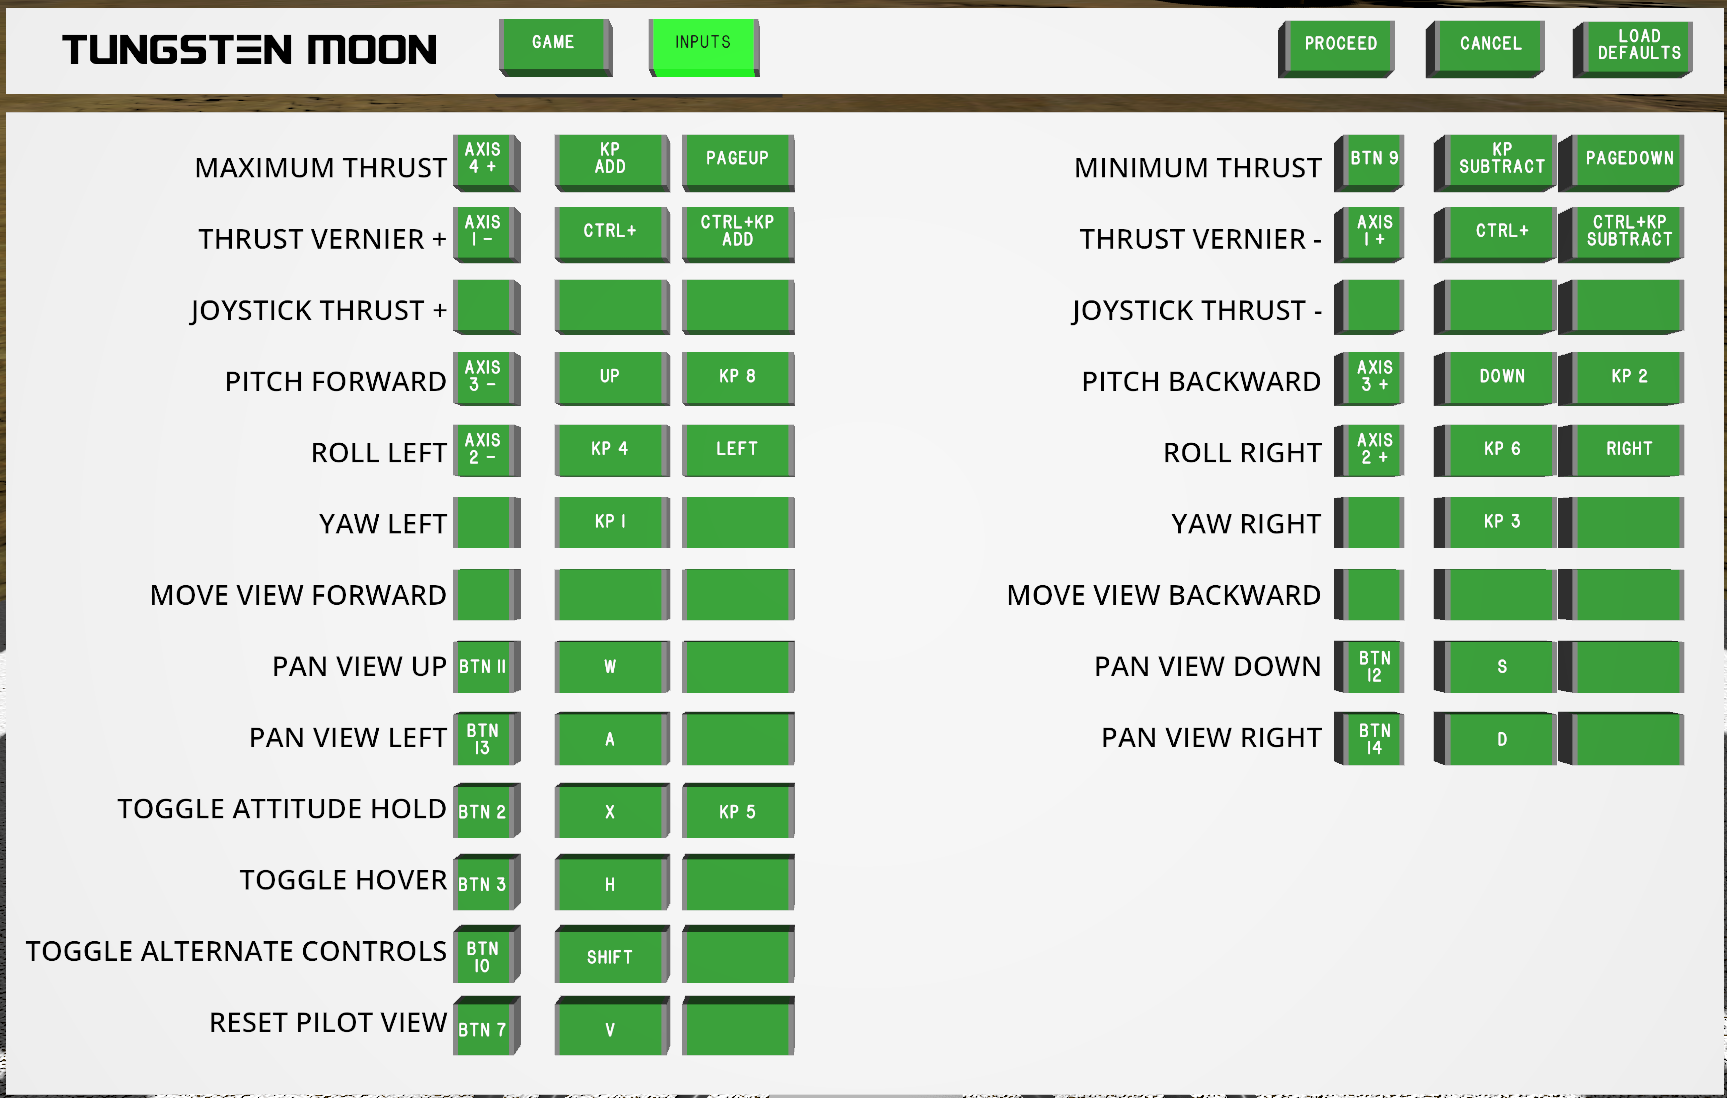 TUNGSTEN MOON
GAME
INPUTS
PROCEED
CANCEL
LOAD
DEFAULTS
MAXIMUM THRUST
AXIS
4 +
KP
ADD
PAGEUP
MINIMUM THRUST
BTN 9
KP
SUBTRACT
PAGEDOWN
THRUST VERNIER +
AXIS
1 -
CTRL+
CTRL+KP
ADD
THRUST VERNIER -
AXIS
1 +
CTRL+
CTRL+KP
SUBTRACT
JOYSTICK THRUST +
JOYSTICK THRUST -
PITCH FORWARD
AXIS
3 -
UP
KP 8
PITCH BACKWARD
AXIS
3 +
DOWN
KP 2
ROLL LEFT
AXIS
2 -
KP 4
LEFT
ROLL RIGHT
AXIS
2 +
KP 6
RIGHT
YAW LEFT
KP 1
YAW RIGHT
KP 3
MOVE VIEW FORWARD
MOVE VIEW BACKWARD
PAN VIEW UP
BTN 11
W
PAN VIEW DOWN
BTN
12
S
PAN VIEW LEFT
BTN
13
A
PAN VIEW RIGHT
BTN
14
D
TOGGLE ATTITUDE HOLD
BTN 2
X
KP 5
TOGGLE HOVER
BTN 3
H
TOGGLE ALTERNATE CONTROLS
BTN
10
SHIFT
RESET PILOT VIEW
BTN 7
V